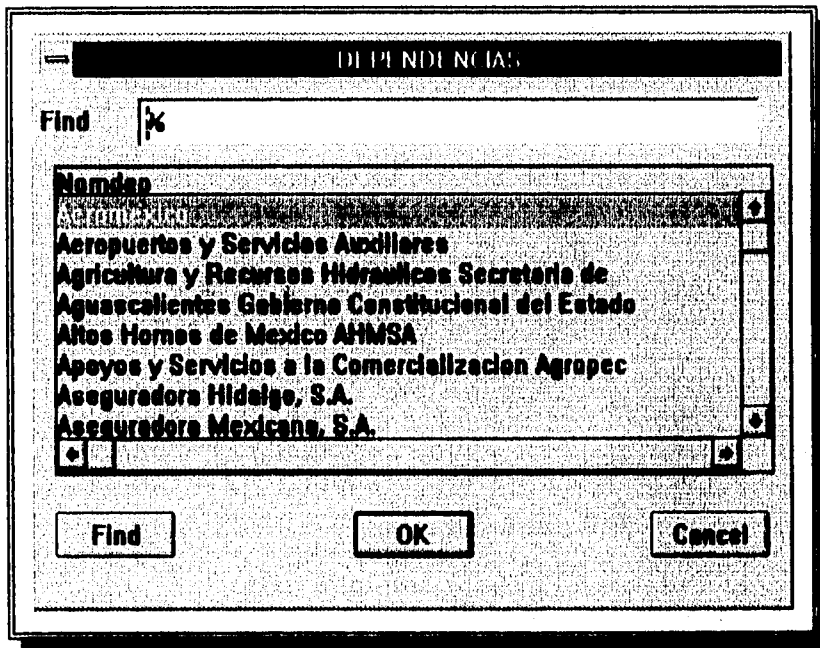 DEPENDENCIAS
Find %
Nomdep
Aeromexico
Aeropuertos y Servicios Auxiliares
Agricultura y Recursos Hidraulicos Secretaria de
Aguascalientes Gobierno Constitucional del Estado
Altos Hornos de Mexico AHMSA
Apoyos y Servicios a la Comercializacion Agropec
Aseguradora Hidalgo, S.A.
Aseguradora Mexicana, S.A.
Find OK Cancel